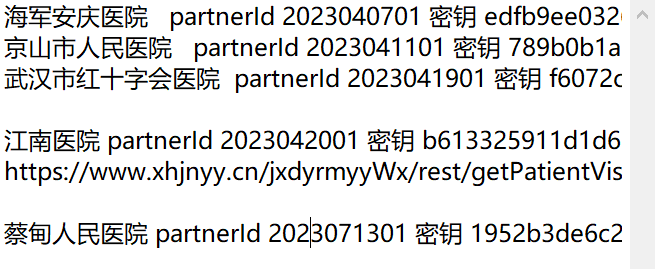 海军安庆医院 partnerId 2023040701 密钥 edfb9ee032
京山市人民医院 partnerId 2023041101 密钥 789b0b1a
武汉市红十字会医院 partnerId 2023041901 密钥 f6072c
江南医院 partnerId 2023042001 密钥 b613325911d1d6
https://www.xhjnyy.cn/jxdyrmyyWx/rest/getPatientVis
蔡甸人民医院 partnerId 2023071301 密钥 1952b3de6c2